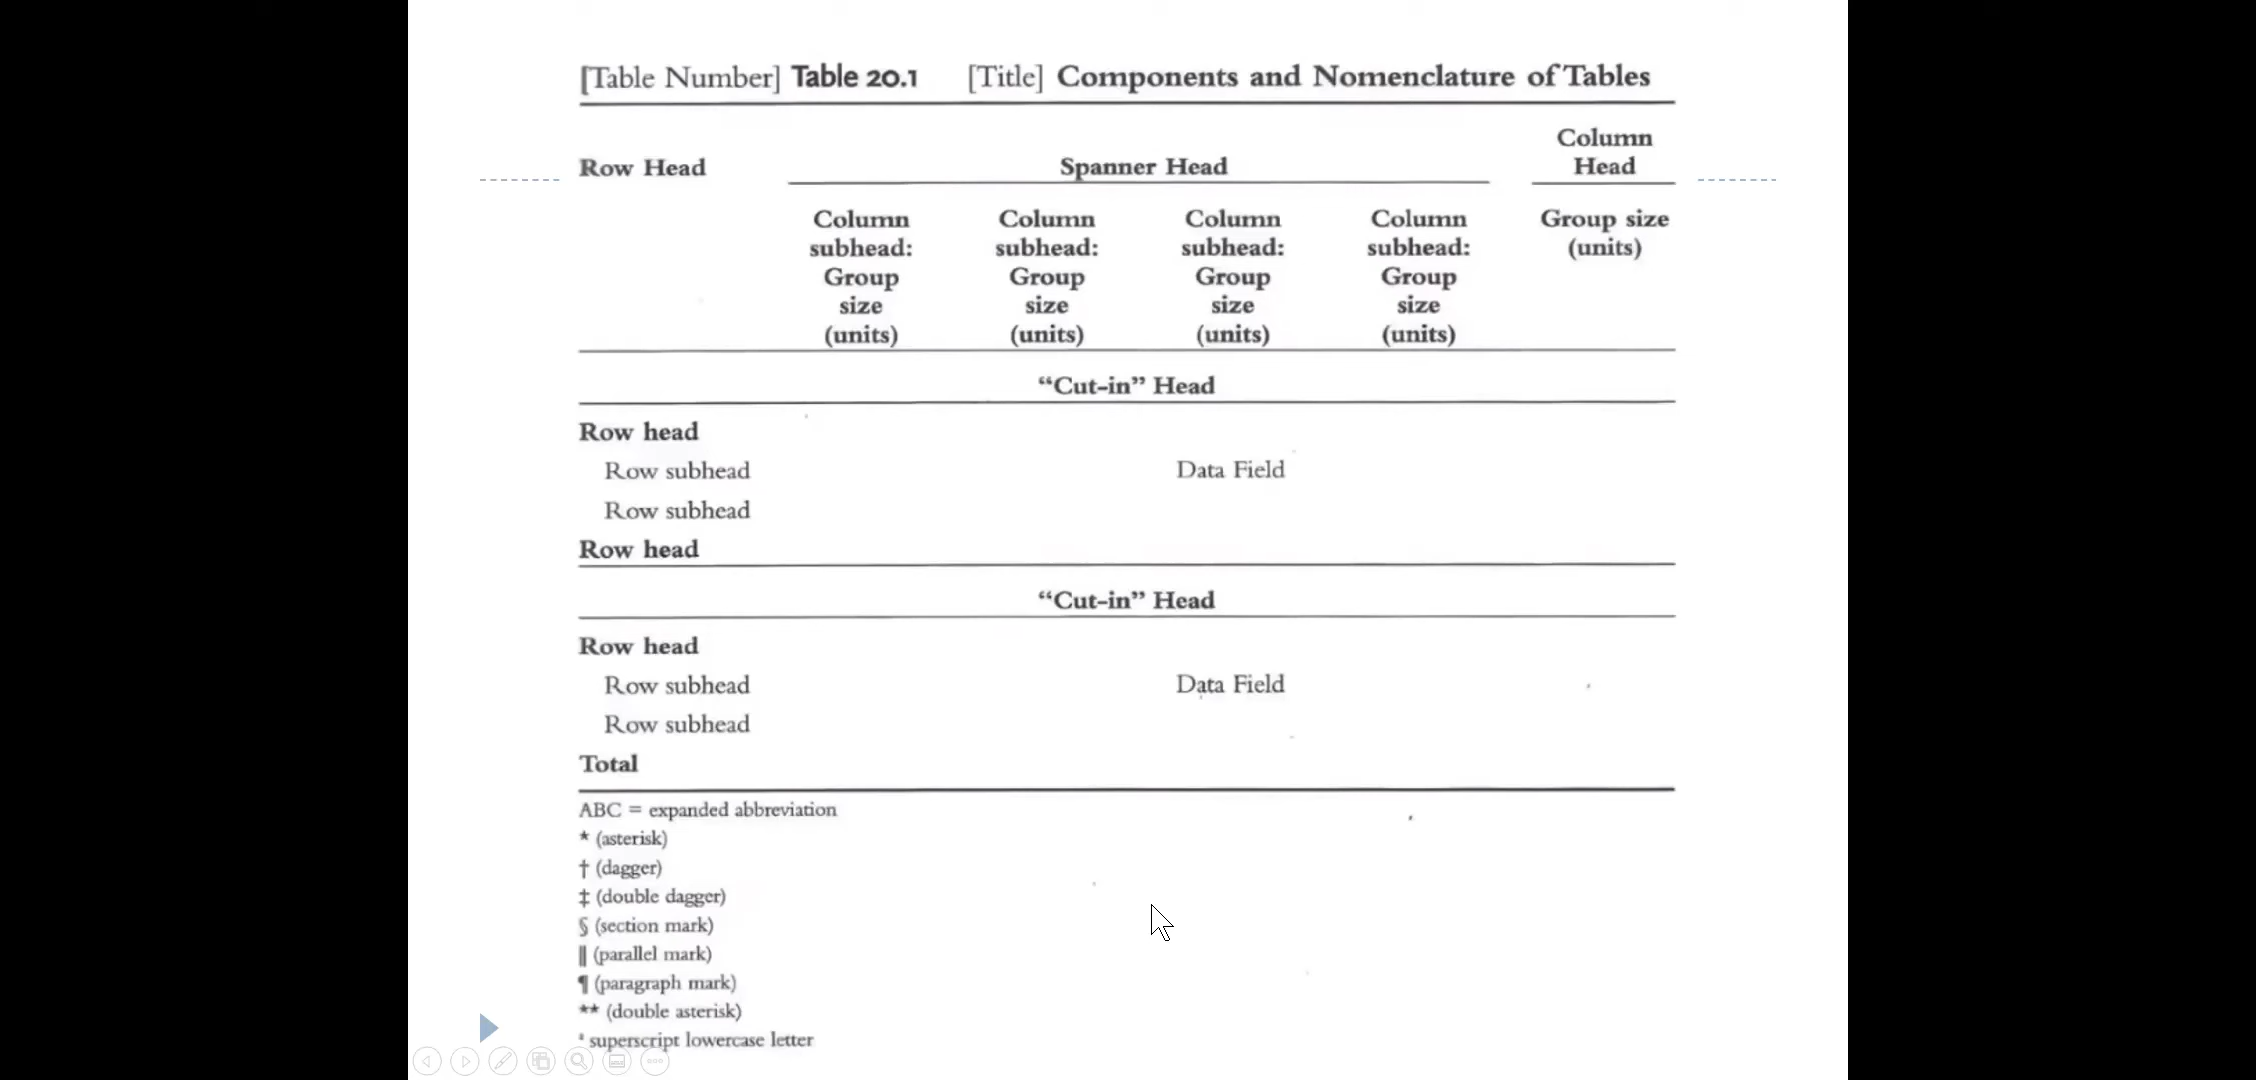 [Table Number] Table 20.1 [Title] Components and Nomenclature of Tables
Column
Row Head Spanner Head Head
Column Column Column Column Group size
subhead: subhead: subhead: subhead: (units)
Group Group Group Group
size size size size
(units) (units) (units) (units)
“Cut-in” Head
Row head
Row subhead Data Field
Row subhead
Row head
“Cut-in” Head
Row head
Row subhead Data Field
Row subhead
Total
ABC = expanded abbreviation
* (asterisk)
† (dagger)
‡ (double dagger)
§ (section mark)
‖ (parallel mark)
¶ (paragraph mark)
** (double asterisk)
ᵃ superscript lowercase letter